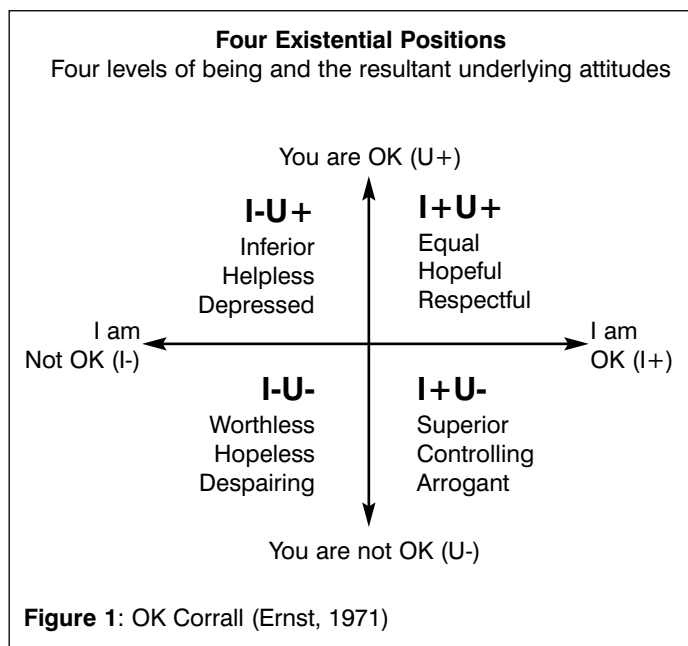 Four Existential Positions
Four levels of being and the resultant underlying attitudes
You are OK (U+)
I-U+
Inferior
Helpless
Depressed
I+U+
Equal
Hopeful
Respectful
I am
Not OK (I-)
I am
OK (I+)
I-U-
Worthless
Hopeless
Despairing
I+U-
Superior
Controlling
Arrogant
You are not OK (U-)
Figure 1: OK Corrall (Ernst, 1971)